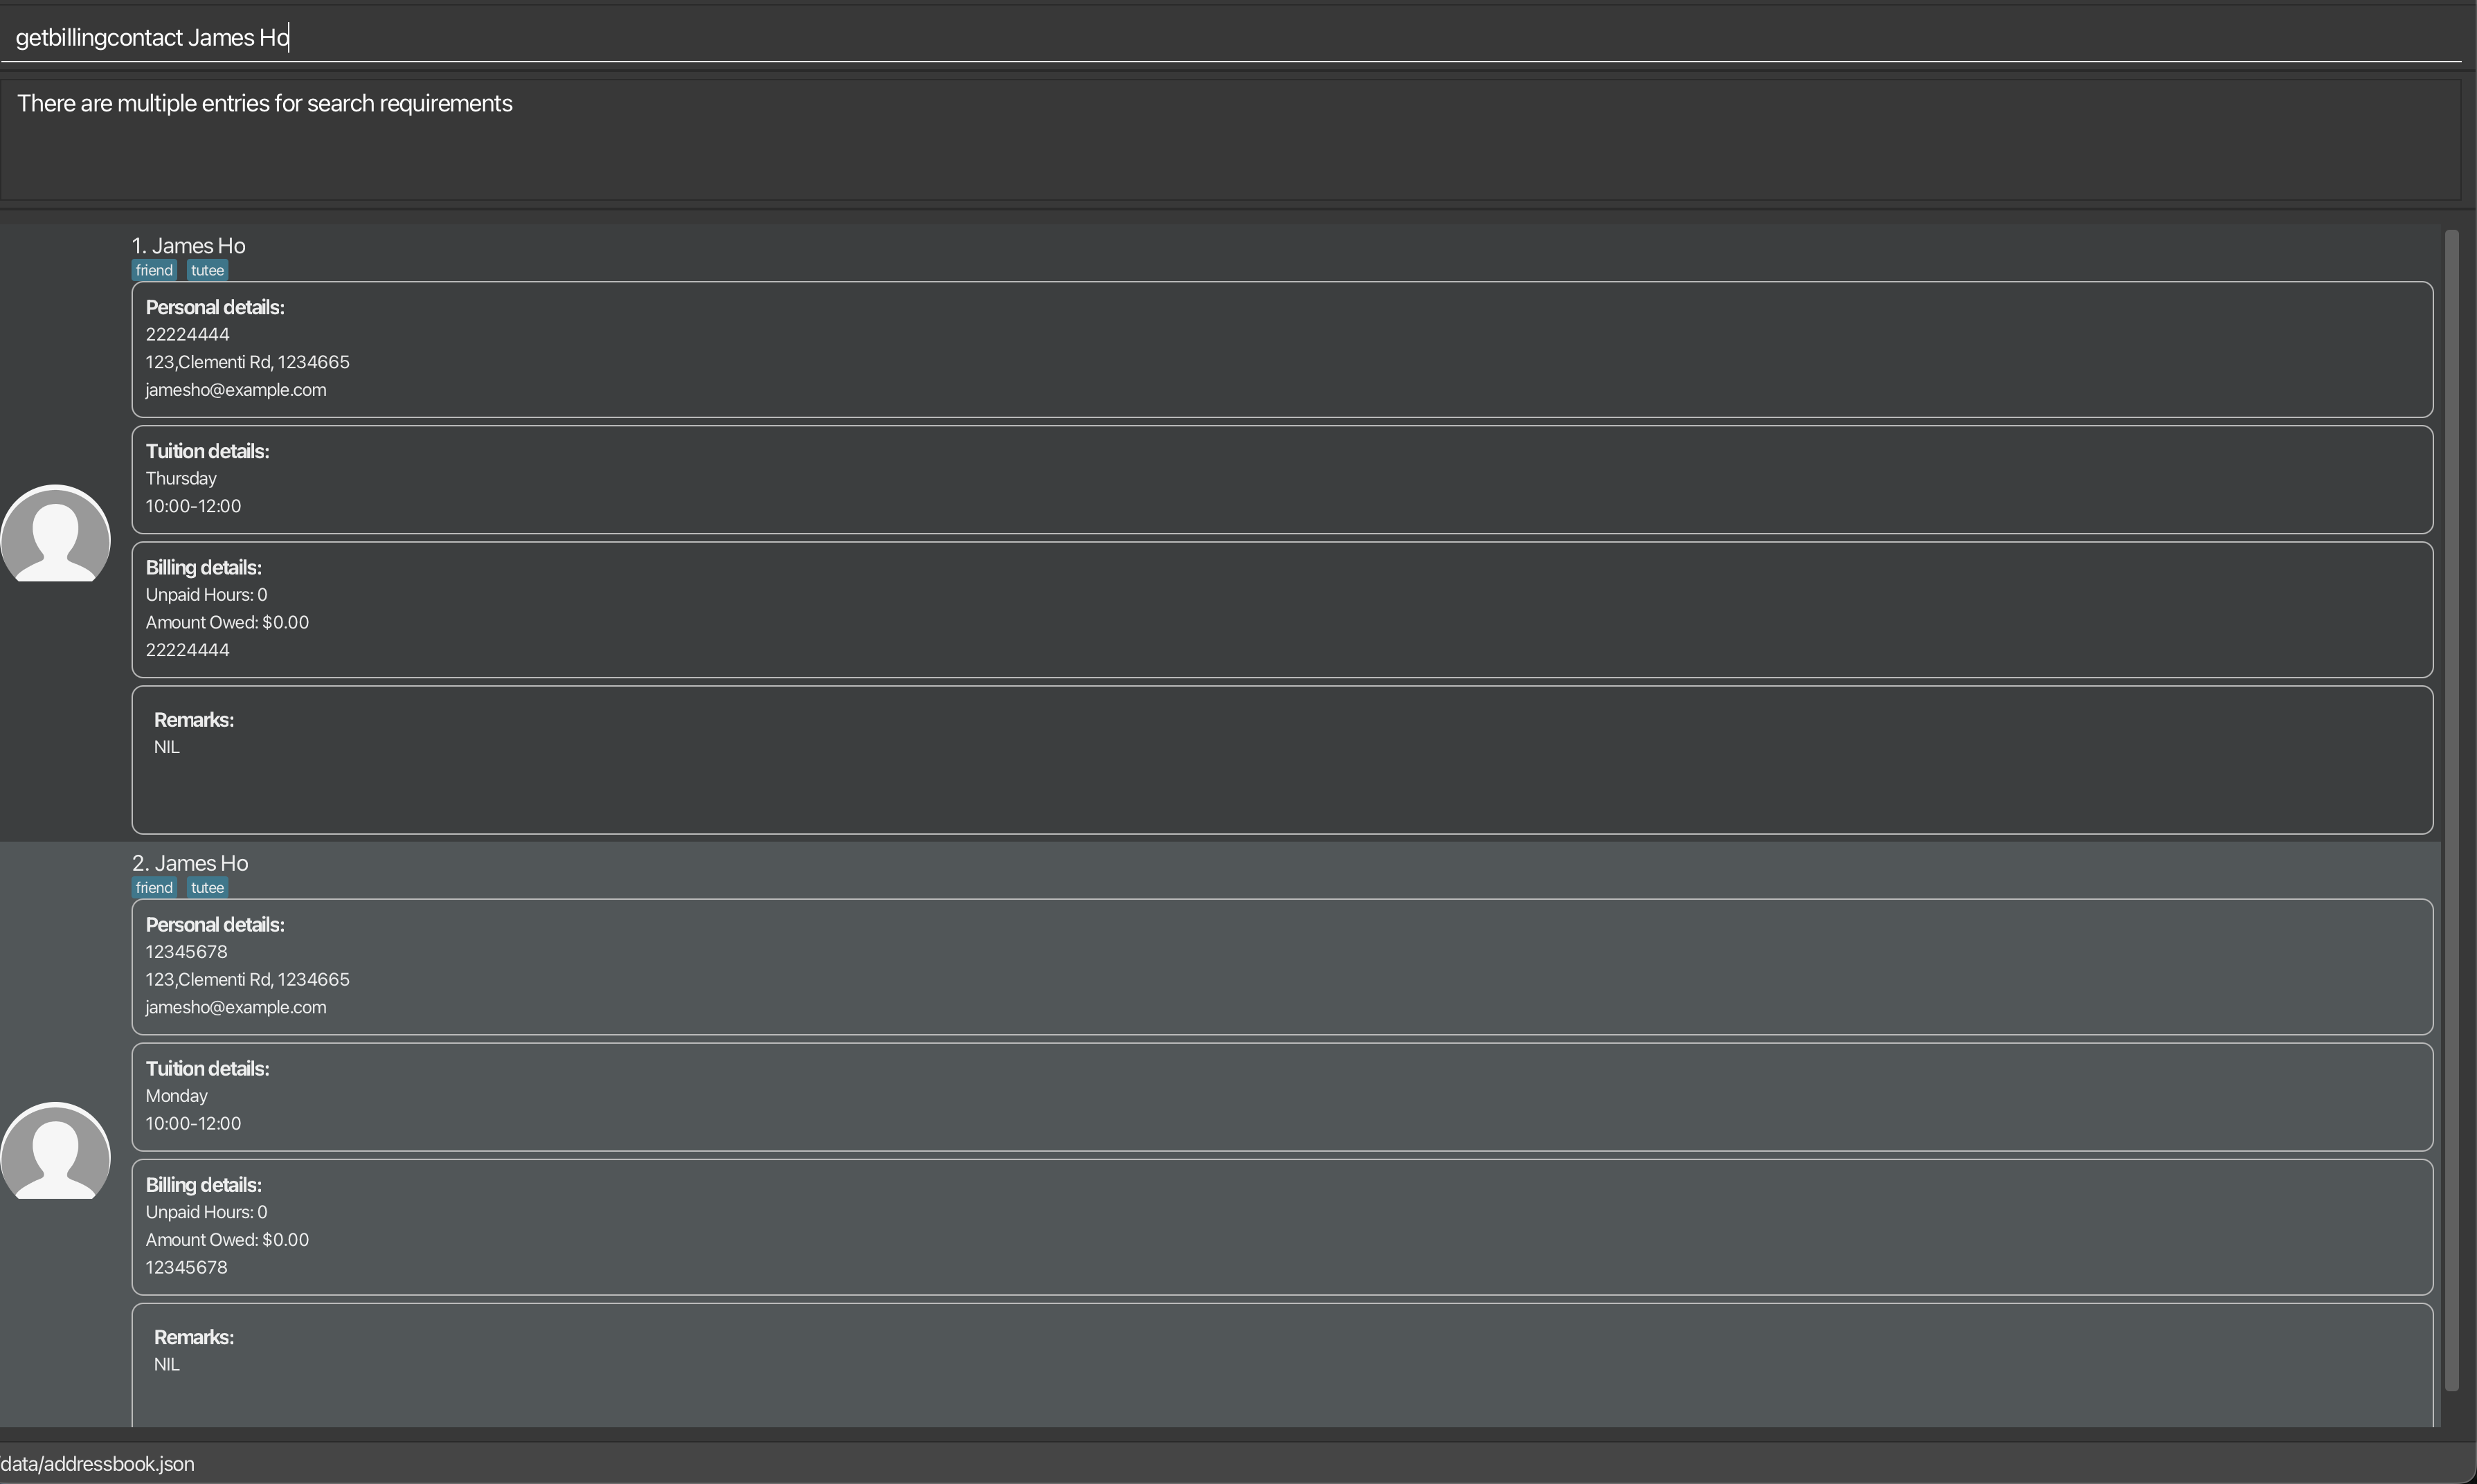 getbillingcontact James Ho
There are multiple entries for search requirements
1. James Ho
friend tutee
Personal details:
22224444
123,Clementi Rd, 1234665
jamesho@example.com
Tuition details:
Thursday
10:00-12:00
Billing details:
Unpaid Hours: 0
Amount Owed: $0.00
22224444
Remarks:
NIL
2. James Ho
friend tutee
Personal details:
12345678
123,Clementi Rd, 1234665
jamesho@example.com
Tuition details:
Monday
10:00-12:00
Billing details:
Unpaid Hours: 0
Amount Owed: $0.00
12345678
Remarks:
NIL
data/addressbook.json